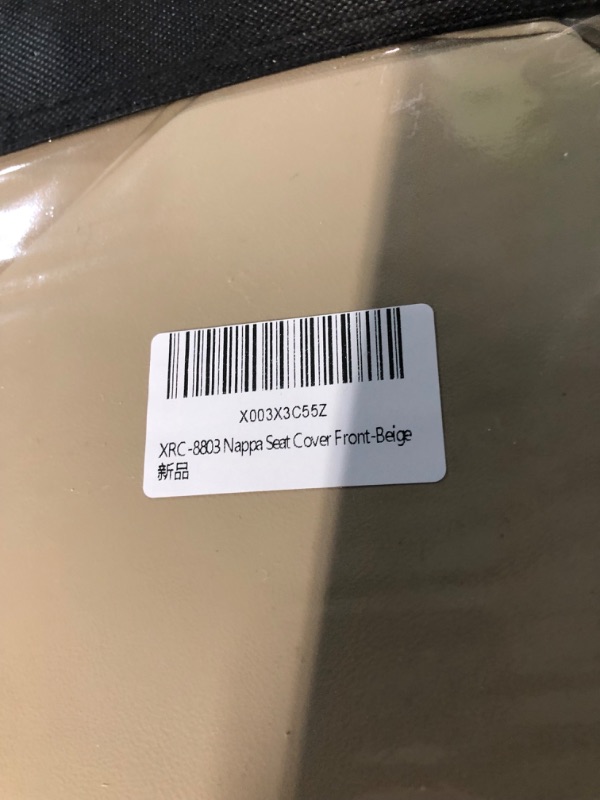 X003X3C55Z
XRC-8803 Nappa Seat Cover Front-Beige
新品